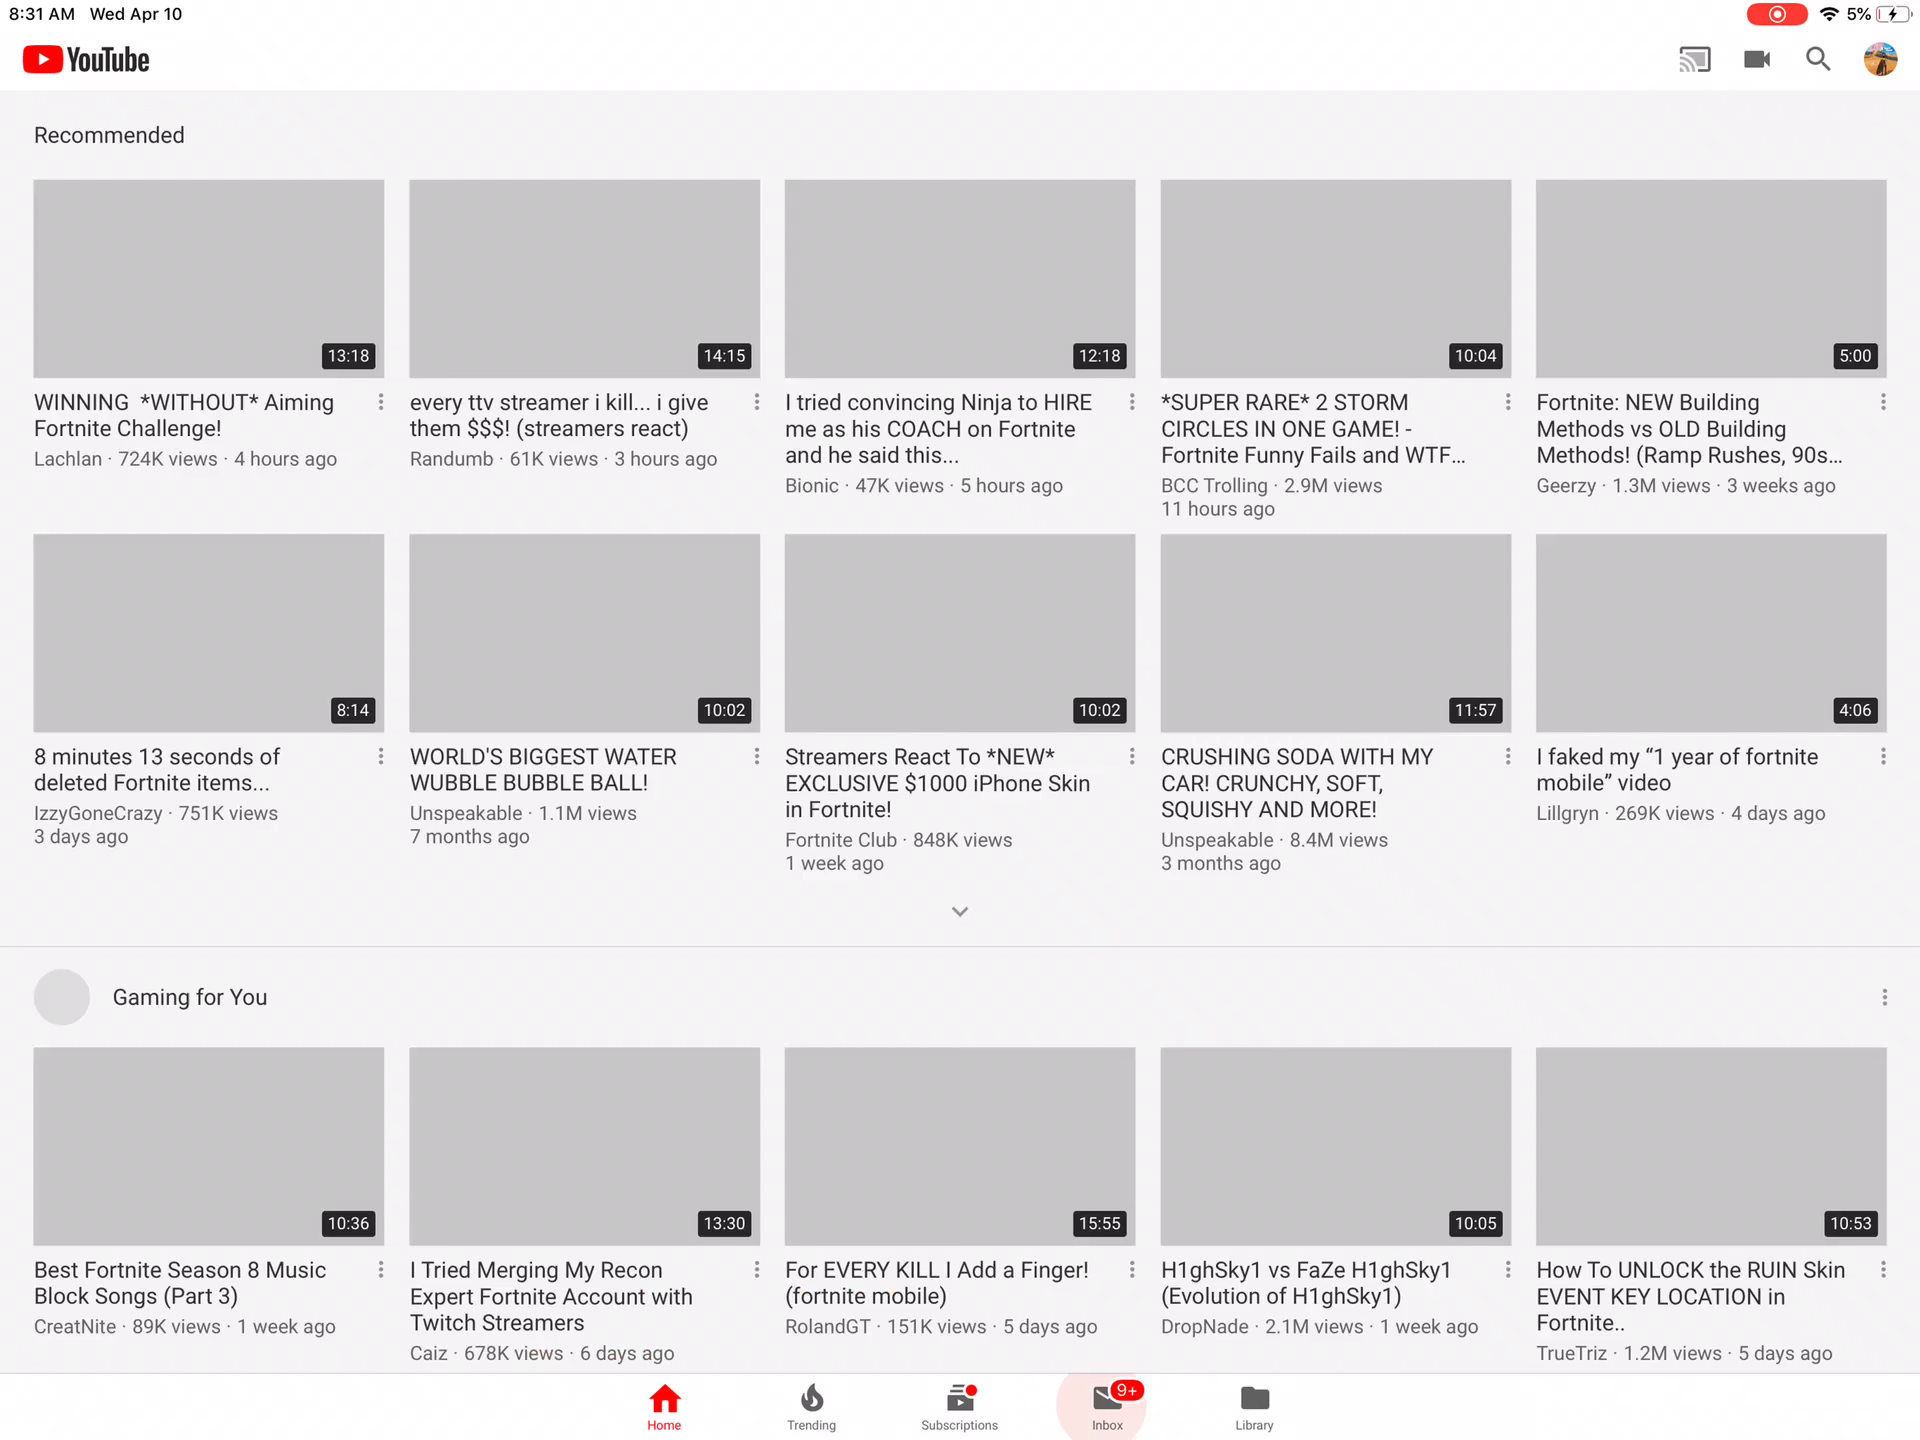 8:31 AM Wed Apr 10
5%
YouTube
Recommended
13:18
14:15
12:18
10:04
5:00
WINNING *WITHOUT* Aiming
Fortnite Challenge!
Lachlan · 724K views · 4 hours ago
every ttv streamer i kill... i give
them $$$! (streamers react)
Randumb · 61K views · 3 hours ago
I tried convincing Ninja to HIRE
me as his COACH on Fortnite
and he said this...
Bionic · 47K views · 5 hours ago
*SUPER RARE* 2 STORM
CIRCLES IN ONE GAME! -
Fortnite Funny Fails and WTF...
BCC Trolling · 2.9M views
11 hours ago
Fortnite: NEW Building
Methods vs OLD Building
Methods! (Ramp Rushes, 90s...
Geerzy · 1.3M views · 3 weeks ago
8:14
10:02
10:02
11:57
4:06
8 minutes 13 seconds of
deleted Fortnite items...
IzzyGoneCrazy · 751K views
3 days ago
WORLD'S BIGGEST WATER
WUBBLE BUBBLE BALL!
Unspeakable · 1.1M views
7 months ago
Streamers React To *NEW*
EXCLUSIVE $1000 iPhone Skin
in Fortnite!
Fortnite Club · 848K views
1 week ago
CRUSHING SODA WITH MY
CAR! CRUNCHY, SOFT,
SQUISHY AND MORE!
Unspeakable · 8.4M views
3 months ago
I faked my “1 year of fortnite
mobile” video
Lillgryn · 269K views · 4 days ago
Gaming for You
10:36
13:30
15:55
10:05
10:53
Best Fortnite Season 8 Music
Block Songs (Part 3)
CreatNite · 89K views · 1 week ago
I Tried Merging My Recon
Expert Fortnite Account with
Twitch Streamers
Caiz · 678K views · 6 days ago
For EVERY KILL I Add a Finger!
(fortnite mobile)
RolandGT · 151K views · 5 days ago
H1ghSky1 vs FaZe H1ghSky1
(Evolution of H1ghSky1)
DropNade · 2.1M views · 1 week ago
How To UNLOCK the RUIN Skin
EVENT KEY LOCATION in
Fortnite..
TrueTriz · 1.2M views · 5 days ago
9+
Home
Trending
Subscriptions
Inbox
Library